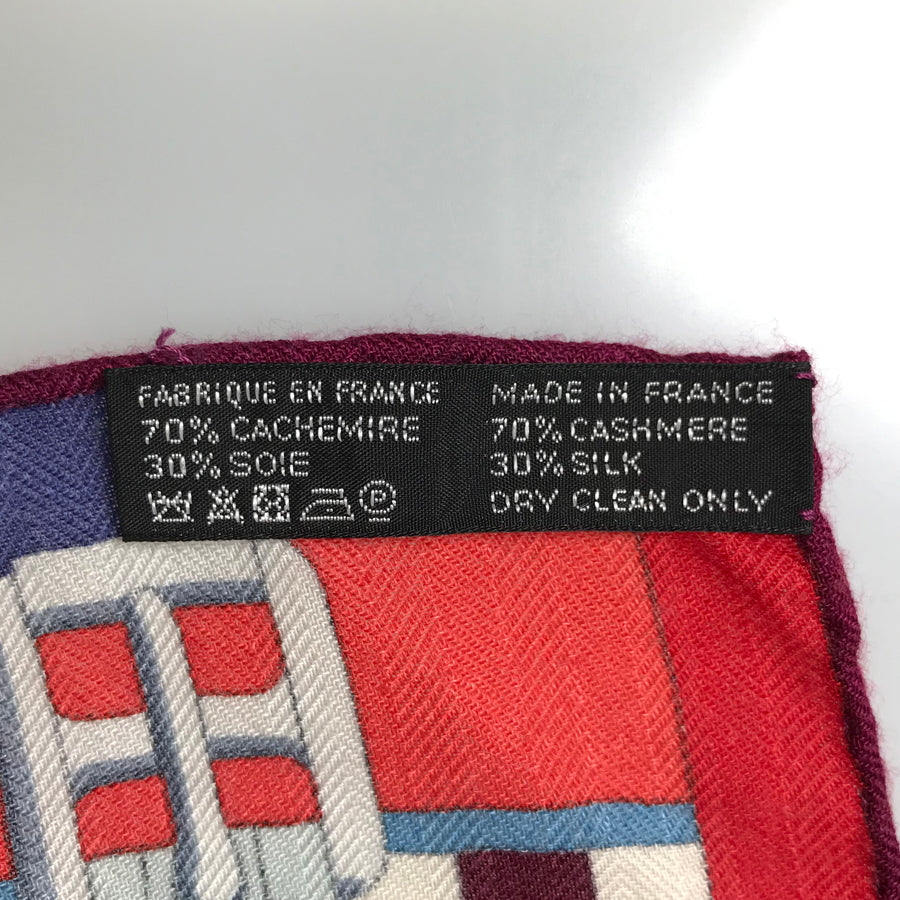 FABRIQUE EN FRANCE
70% CACHEMIRE
30% SOIE
P
MADE IN FRANCE
70% CASHMERE
30% SILK
DRY CLEAN ONLY